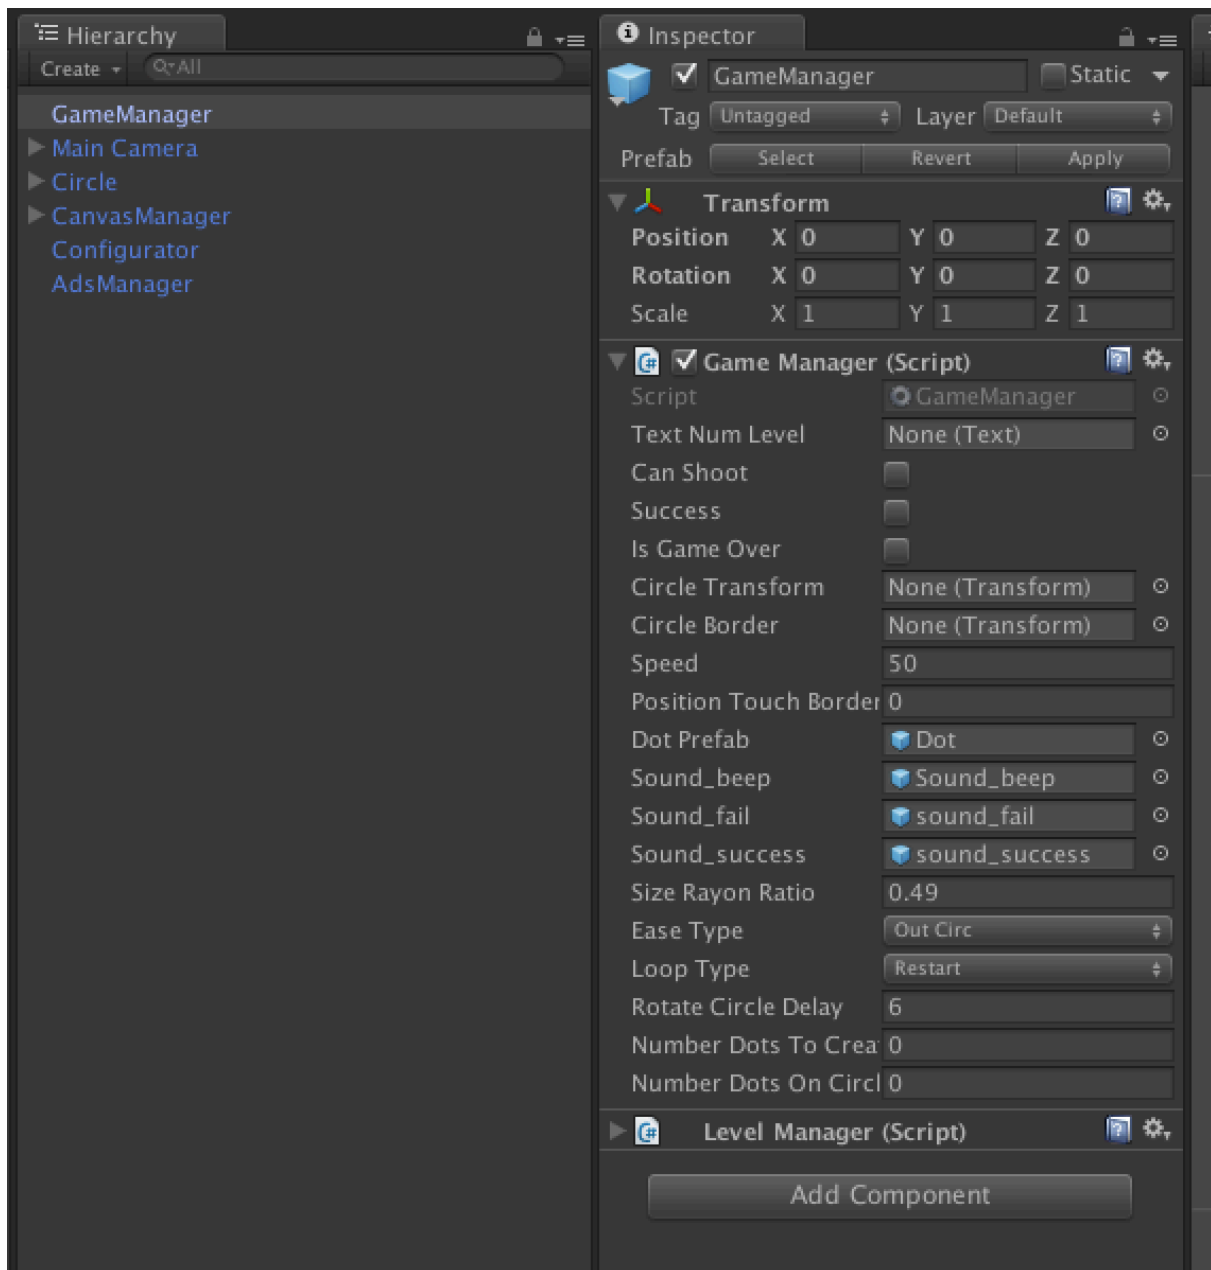 Hierarchy
Create
All
GameManager
Main Camera
Circle
CanvasManager
Configurator
AdsManager
Inspector
GameManager Static
Tag Untagged Layer Default
Prefab Select Revert Apply
Transform
Position X 0 Y 0 Z 0
Rotation X 0 Y 0 Z 0
Scale X 1 Y 1 Z 1
Game Manager (Script)
Script GameManager
Text Num Level None (Text)
Can Shoot
Success
Is Game Over
Circle Transform None (Transform)
Circle Border None (Transform)
Speed 50
Position Touch Border 0
Dot Prefab Dot
Sound_beep Sound_beep
Sound_fail sound_fail
Sound_success sound_success
Size Rayon Ratio 0.49
Ease Type Out Circ
Loop Type Restart
Rotate Circle Delay 6
Number Dots To Crea 0
Number Dots On Circl 0
Level Manager (Script)
Add Component